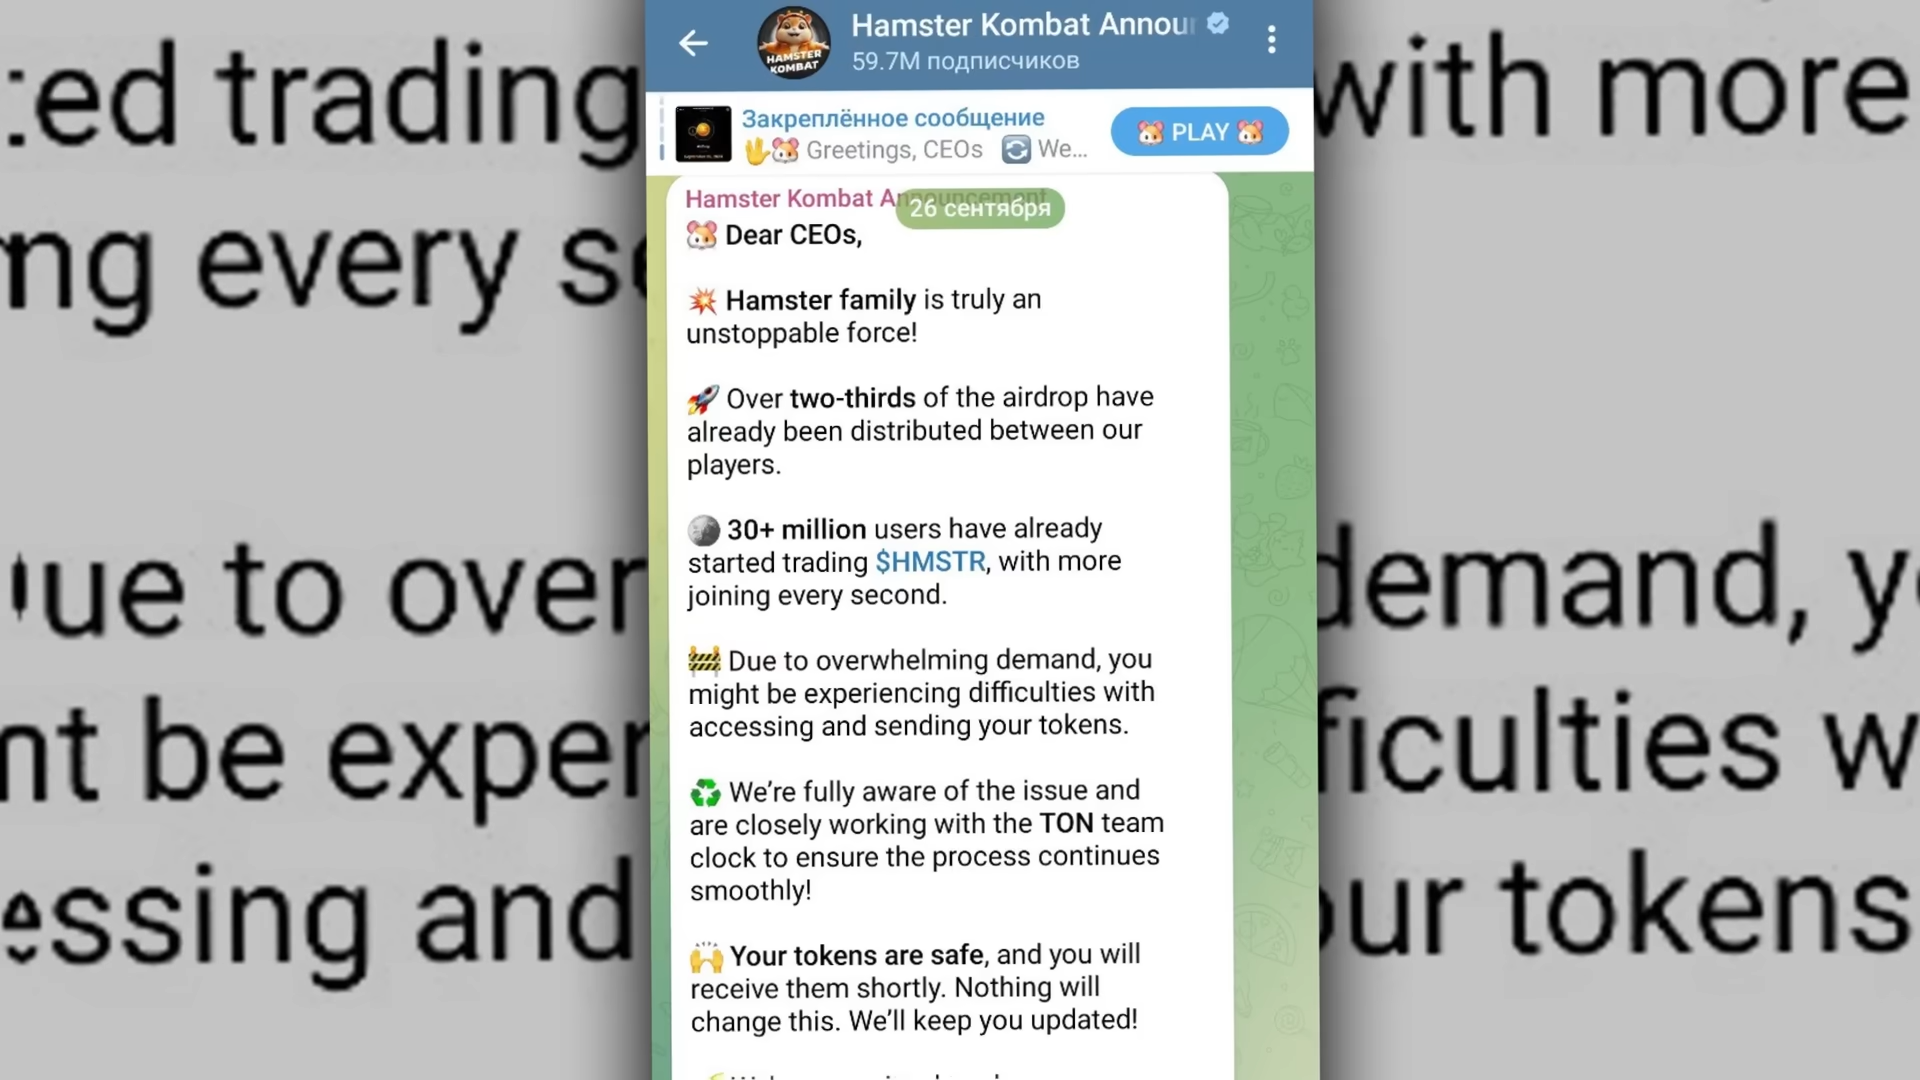 Hamster Kombat Annou
59.7M подписчиков
HAMSTER
KOMBAT
Закреплённое сообщение
Greetings, CEOs We...
PLAY
Hamster Kombat Announcement
26 сентября
Dear CEOs,
Hamster family is truly an
unstoppable force!
Over two-thirds of the airdrop have
already been distributed between our
players.
30+ million users have already
started trading $HMSTR, with more
joining every second.
Due to overwhelming demand, you
might be experiencing difficulties with
accessing and sending your tokens.
We’re fully aware of the issue and
are closely working with the TON team
clock to ensure the process continues
smoothly!
Your tokens are safe, and you will
receive them shortly. Nothing will
change this. We’ll keep you updated!
ed trading
with more
ng every s
ue to over
demand, y
nt be exper
ficulties w
essing and
our tokens